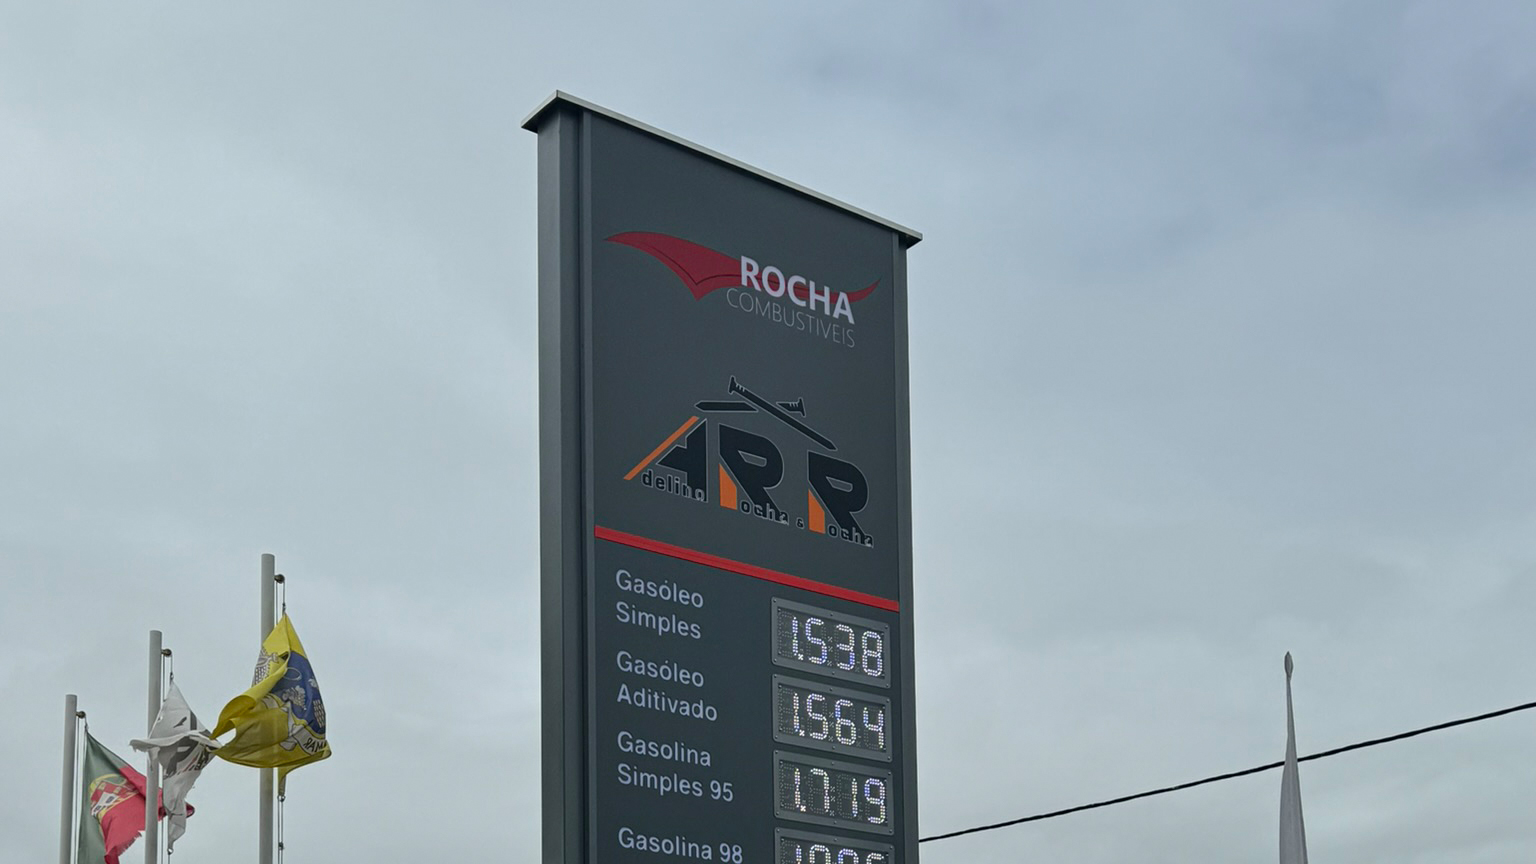 ROCHA
COMBUSTIVEIS
Adelino Rocha & Rocha
Gasóleo
Simples
1.538
Gasóleo
Aditivado
1.564
Gasolina
Simples 95
1.719
Gasolina 98